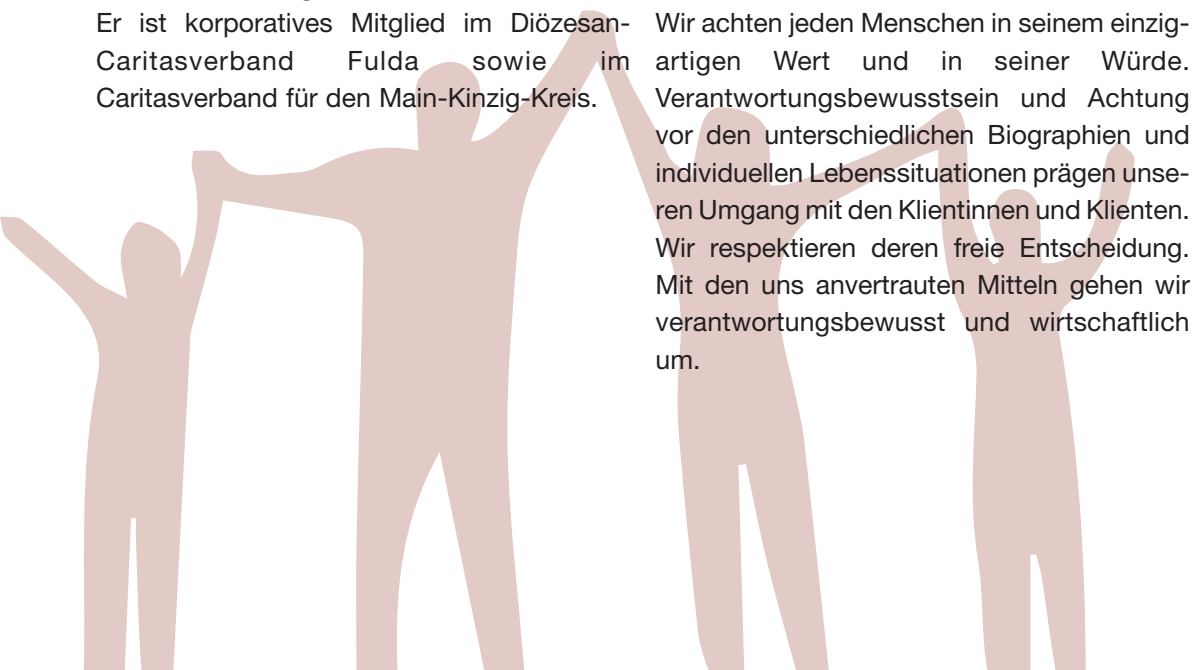 Er ist korporatives Mitglied im Diözesan-
Caritasverband Fulda sowie im
Caritasverband für den Main-Kinzig-Kreis.
Wir achten jeden Menschen in seinem einzig-
artigen Wert und in seiner Würde.
Verantwortungsbewusstsein und Achtung
vor den unterschiedlichen Biographien und
individuellen Lebenssituationen prägen unse-
ren Umgang mit den Klientinnen und Klienten.
Wir respektieren deren freie Entscheidung.
Mit den uns anvertrauten Mitteln gehen wir
verantwortungsbewusst und wirtschaftlich
um.